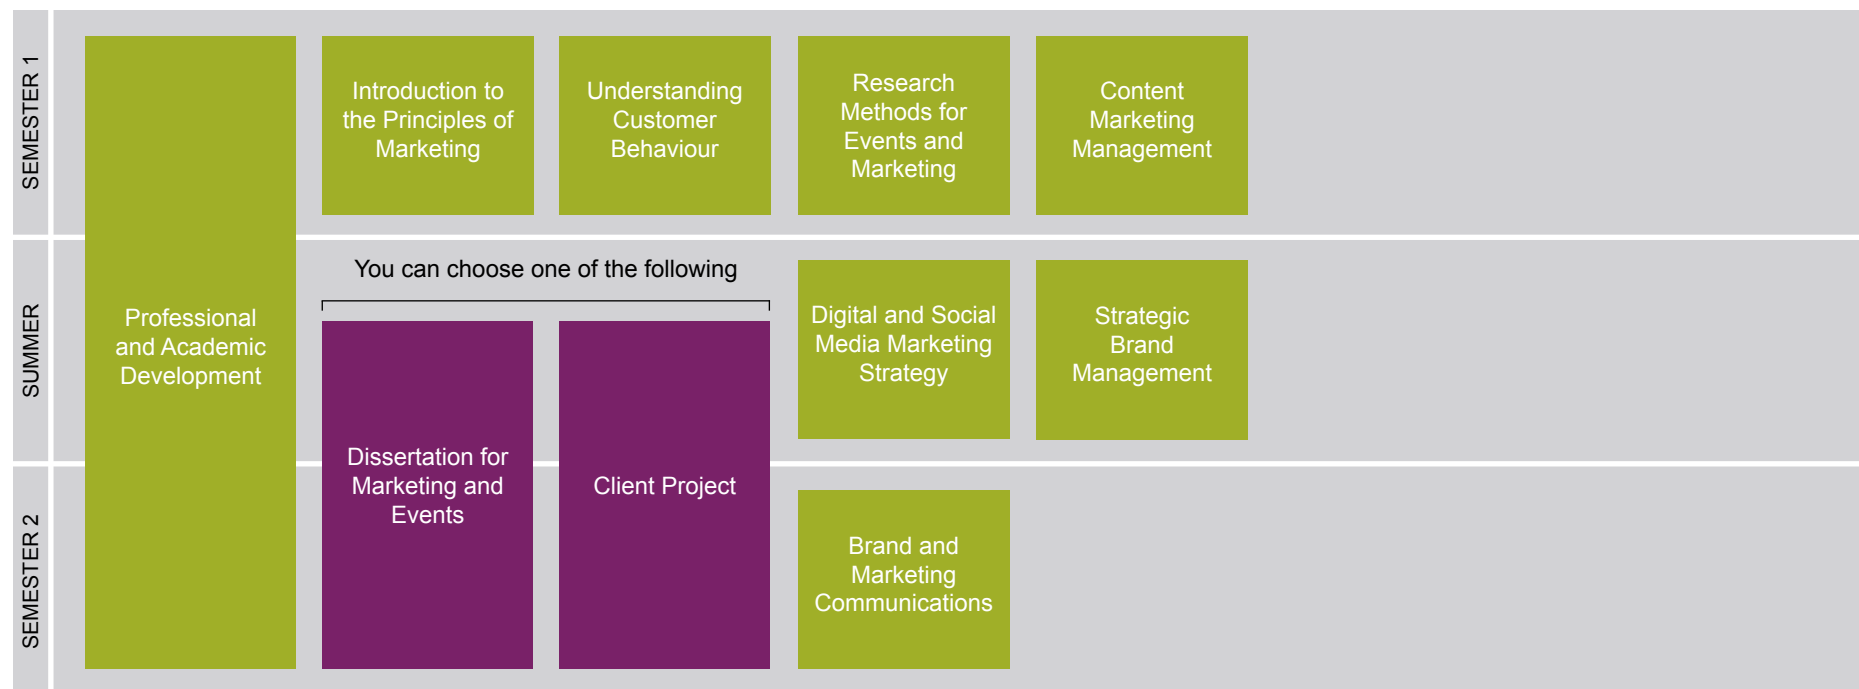 SEMESTER 1
Introduction to
the Principles of
Marketing
Understanding
Customer
Behaviour
Research
Methods for
Events and
Marketing
Content
Marketing
Management
SUMMER
Professional
and Academic
Development
You can choose one of the following
Digital and Social
Media Marketing
Strategy
Strategic
Brand
Management
Dissertation for
Marketing and
Events
Client Project
SEMESTER 2
Brand and
Marketing
Communications